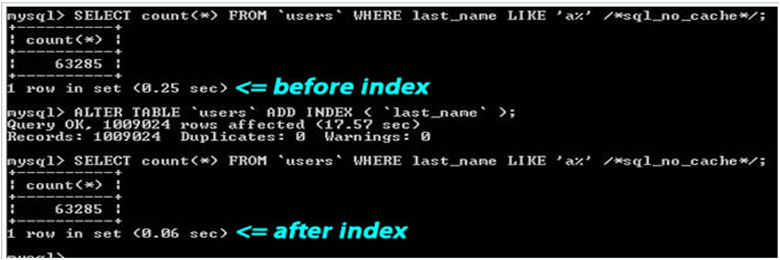 mysql> SELECT count(*) FROM `users` WHERE last_name LIKE 'a%' /*sql_no_cache*/;
+----------+
| count(*) |
+----------+
|    63285 |
+----------+
1 row in set (0.25 sec) <= before index
mysql> ALTER TABLE `users` ADD INDEX ( `last_name` );
Query OK, 1009024 rows affected (17.57 sec)
Records: 1009024  Duplicates: 0  Warnings: 0
mysql> SELECT count(*) FROM `users` WHERE last_name LIKE 'a%' /*sql_no_cache*/;
+----------+
| count(*) |
+----------+
|    63285 |
+----------+
1 row in set (0.06 sec) <= after index
mysql>